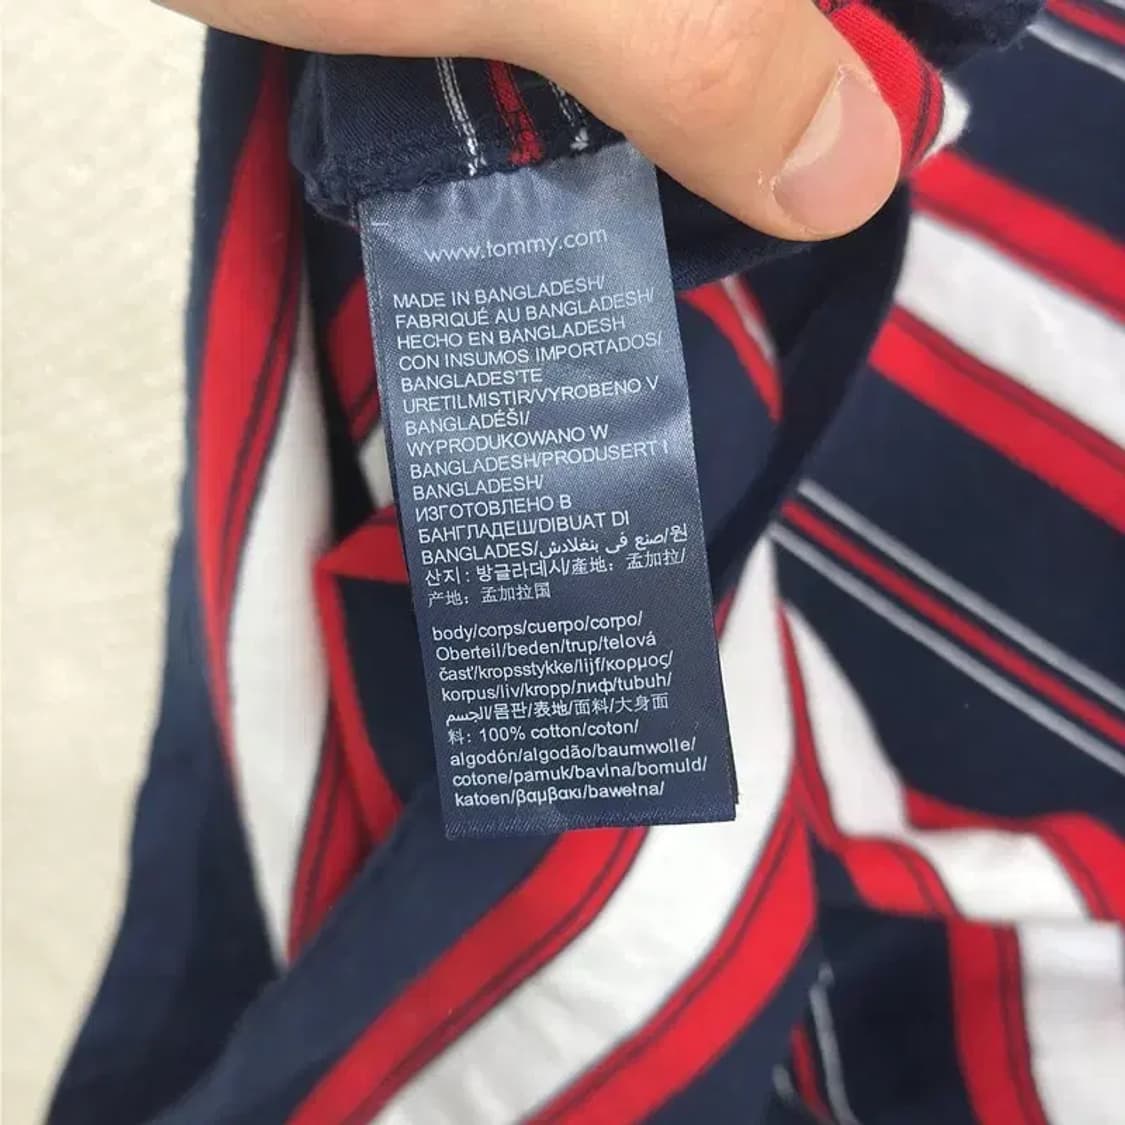 www.tommy.com
MADE IN BANGLADESH/
FABRIQUÉ AU BANGLADESH/
HECHO EN BANGLADESH
CON INSUMOS IMPORTADOS/
BANGLADES'TE
URETILMISTIR/VYROBENO V
BANGLADÉŠI/
WYPRODUKOWANO W
BANGLADESH/PRODUSERT I
BANGLADESH/
ИЗГОТОВЛЕНО В
БАНГЛАДЕШ/DIBUAT DI
BANGLADES/صنع في بنغلادش/원
산지 : 방글라데시/產地：孟加拉/
产地：孟加拉国
body/corps/cuerpo/corpo/
Oberteil/beden/trup/telová
časť/kropsstykke/lijf/κορμος/
korpus/liv/kropp/лиф/tubuh/
الجسم/몸판/表地/面料/大身面
料：100% cotton/coton/
algodón/algodão/baumwolle/
cotone/pamuk/bavlna/bomuld/
katoen/βαμβακι/bawełna/